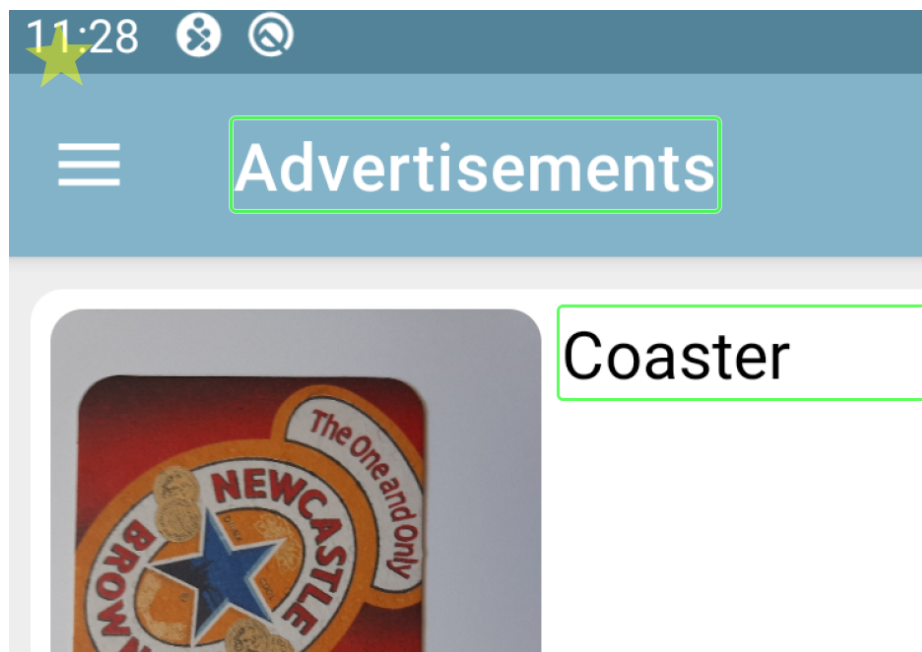 11:28
Advertisements
Coaster
The One and Only
NEWCASTLE
BROWN